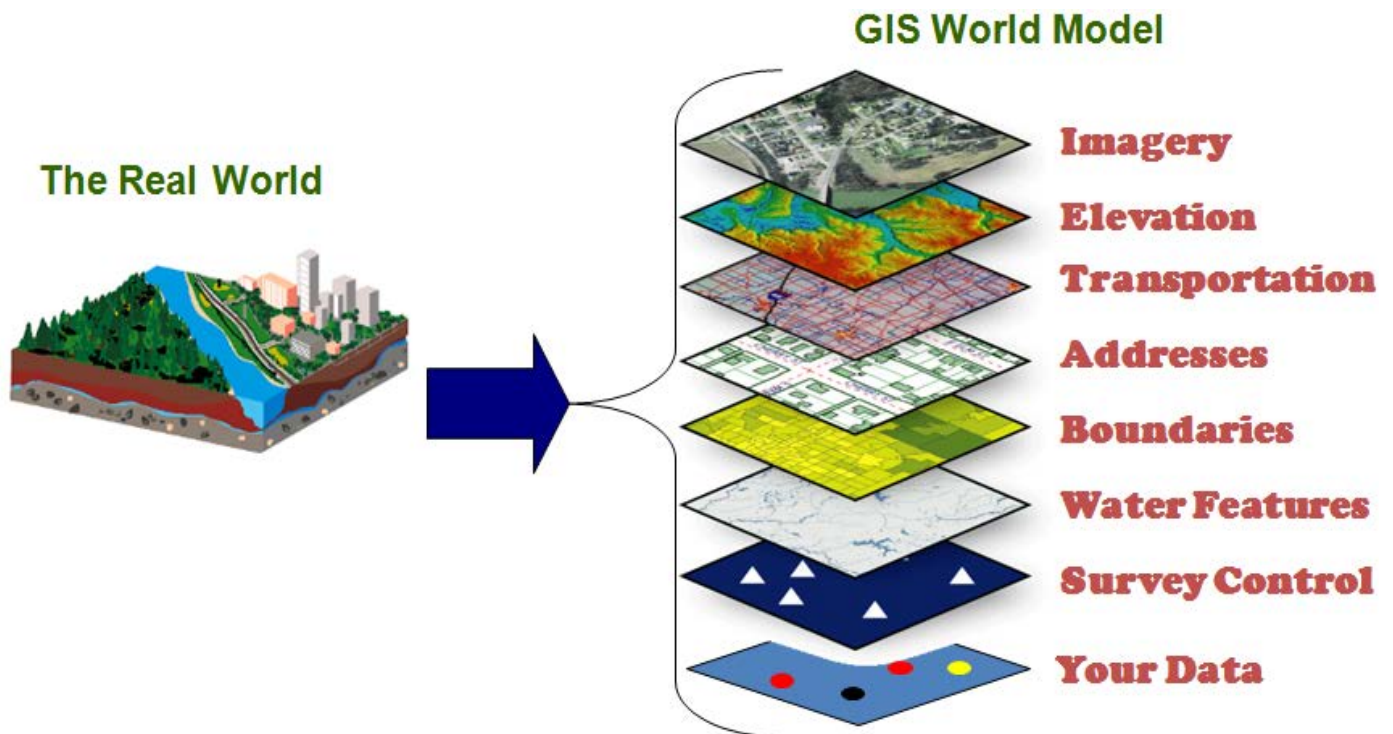 GIS World Model
The Real World
Imagery
Elevation
Transportation
Addresses
Boundaries
Water Features
Survey Control
Your Data